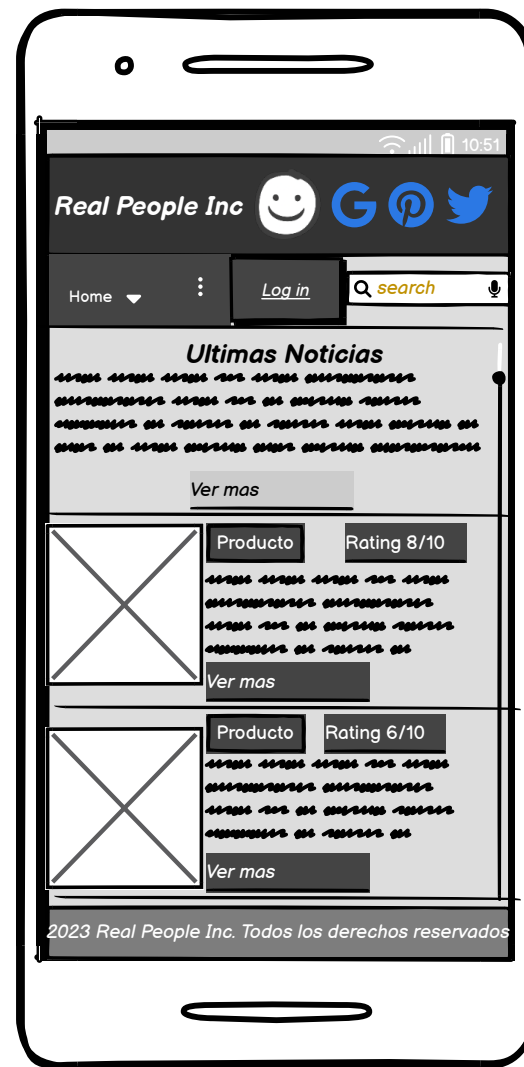 10:51
Real People Inc
Home
Log in
search
Ultimas Noticias
Ver mas
Producto Rating 8/10
Ver mas
Producto Rating 6/10
Ver mas
2023 Real People Inc. Todos los derechos reservados